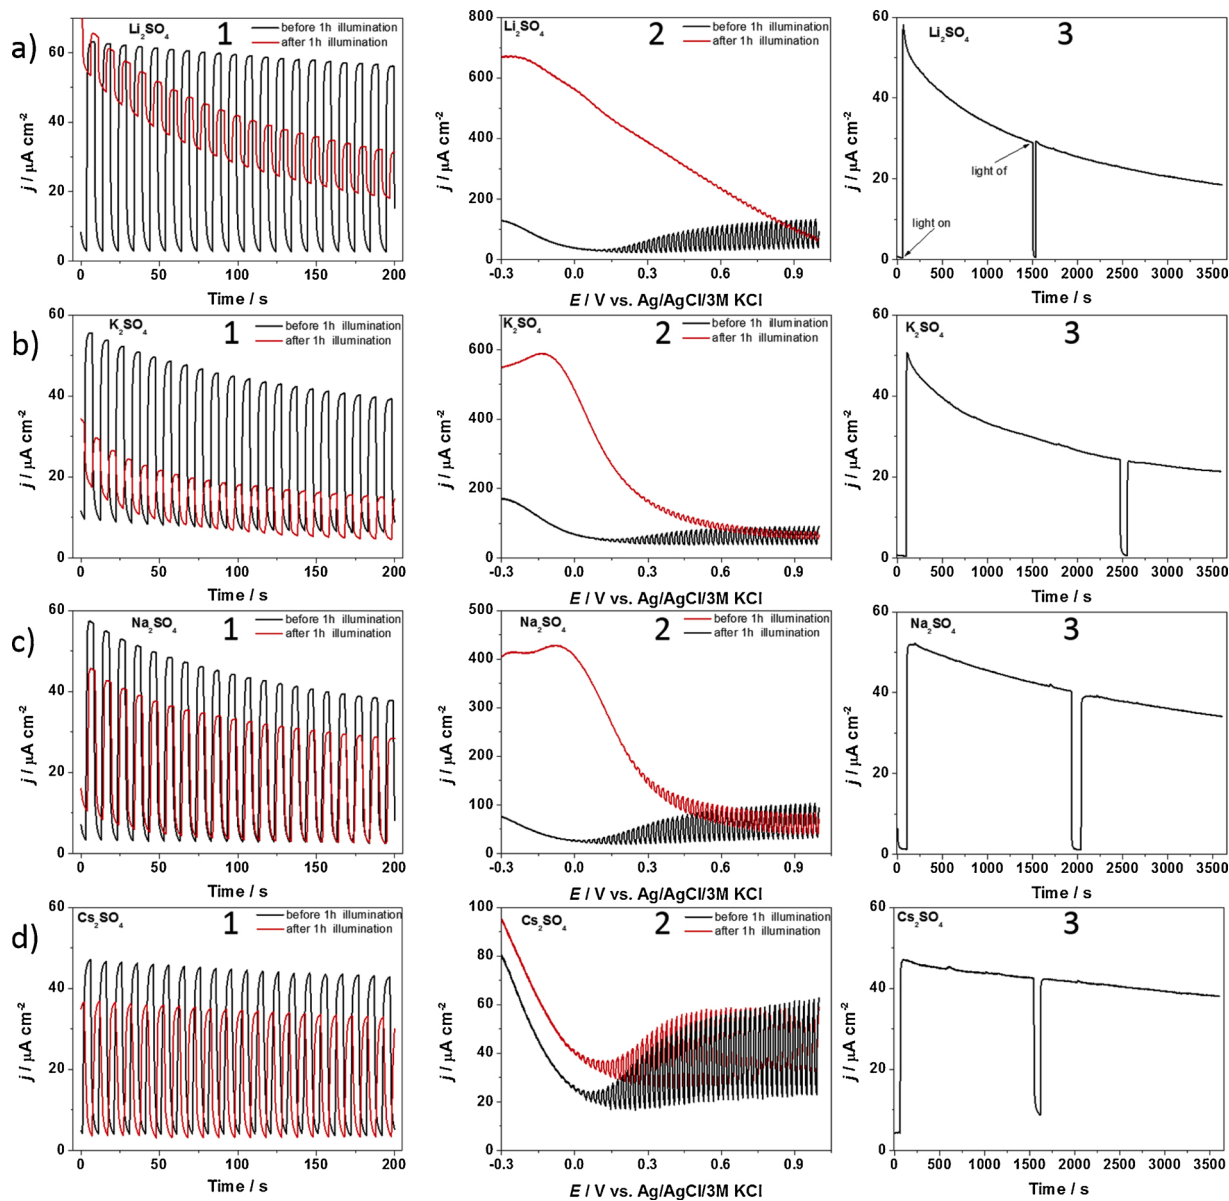 a)
Li2SO4 1
before 1h illumination
after 1h illumination
j / μA cm-2
60
40
20
0
0 50 100 150 200
Time / s
Li2SO4 2
before 1h illumination
after 1h illumination
j / μA cm-2
800
600
400
200
0
-0.3 0.0 0.3 0.6 0.9
E / V vs. Ag/AgCl/3M KCl
Li2SO4 3
light of
light on
j / μA cm-2
60
40
20
0
0 500 1000 1500 2000 2500 3000 3500
Time / s
b)
K2SO4 1
before 1h illumination
after 1h illumination
j / μA cm-2
60
40
20
0
0 50 100 150 200
Time / s
K2SO4 2
before 1h illumination
after 1h illumination
j / μA cm-2
600
400
200
0
-0.3 0.0 0.3 0.6 0.9
E / V vs. Ag/AgCl/3M KCl
K2SO4 3
j / μA cm-2
60
40
20
0
0 500 1000 1500 2000 2500 3000 3500
Time / s
c)
Na2SO4 1
before 1h illumination
after 1h illumination
j / μA cm-2
60
40
20
0
0 50 100 150 200
Time / s
Na2SO4 2
before 1h illumination
after 1h illumination
j / μA cm-2
500
400
300
200
100
0
-0.3 0.0 0.3 0.6 0.9
E / V vs. Ag/AgCl/3M KCl
Na2SO4 3
j / μA cm-2
60
40
20
0
0 500 1000 1500 2000 2500 3000 3500
Time / s
d)
Cs2SO4 1
before 1h illumination
after 1h illumination
j / μA cm-2
60
40
20
0
0 50 100 150 200
Time / s
Cs2SO4 2
before 1h illumination
after 1h illumination
j / μA cm-2
100
80
60
40
20
0
-0.3 0.0 0.3 0.6 0.9
E / V vs. Ag/AgCl/3M KCl
Cs2SO4 3
j / μA cm-2
60
40
20
0
0 500 1000 1500 2000 2500 3000 3500
Time / s